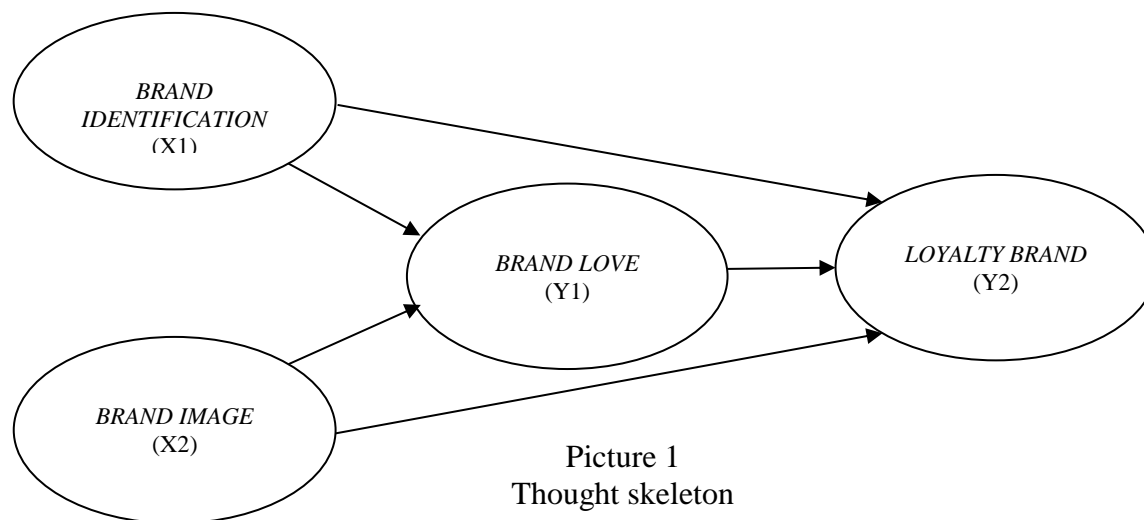 BRAND
IDENTIFICATION
(X1)
BRAND LOVE
(Y1)
LOYALTY BRAND
(Y2)
BRAND IMAGE
(X2)
Picture 1
Thought skeleton